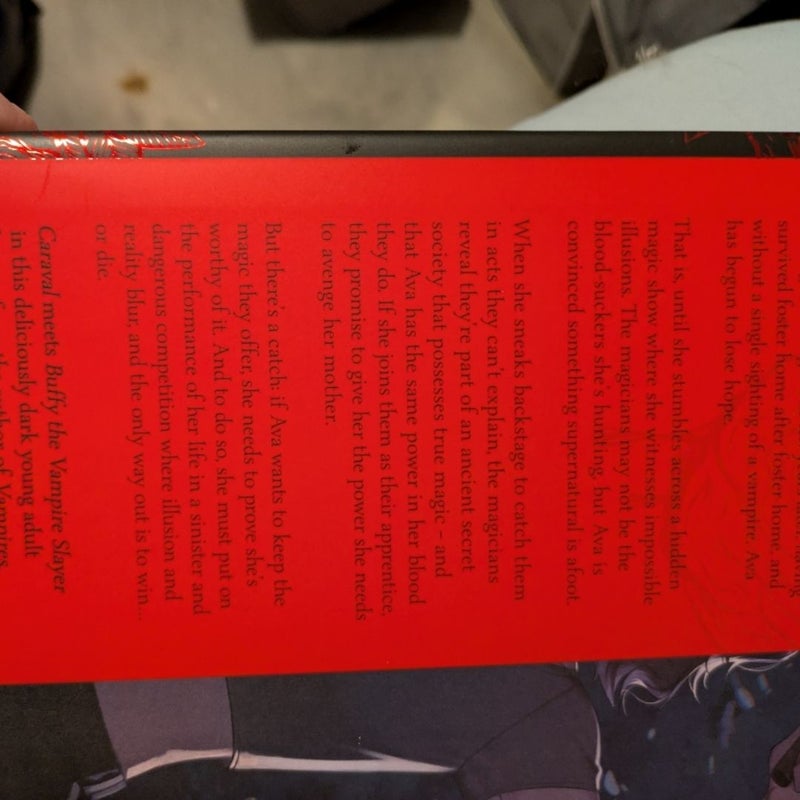 survived foster home after foster home, and
without a single sighting of a vampire, Ava
has begun to lose hope.
That is, until she stumbles across a hidden
magic show where she witnesses impossible
illusions. The magicians may not be the
blood-suckers she's hunting, but Ava is
convinced something supernatural is afoot.
When she sneaks backstage to catch them
in acts they can't explain, the magicians
reveal they're part of an ancient secret
society that possesses true magic – and
that Ava has the same power in her blood
they do. If she joins them as their apprentice,
they promise to give her the power she needs
to avenge her mother.
But there's a catch: if Ava wants to keep the
magic they offer, she needs to prove she's
worthy of it. And to do so, she must put on
the performance of her life in a sinister and
dangerous competition where illusion and
reality blur, and the only way out is to win...
or die.
Caraval meets Buffy the Vampire Slayer
in this deliciously dark young adult
author of Vampires,